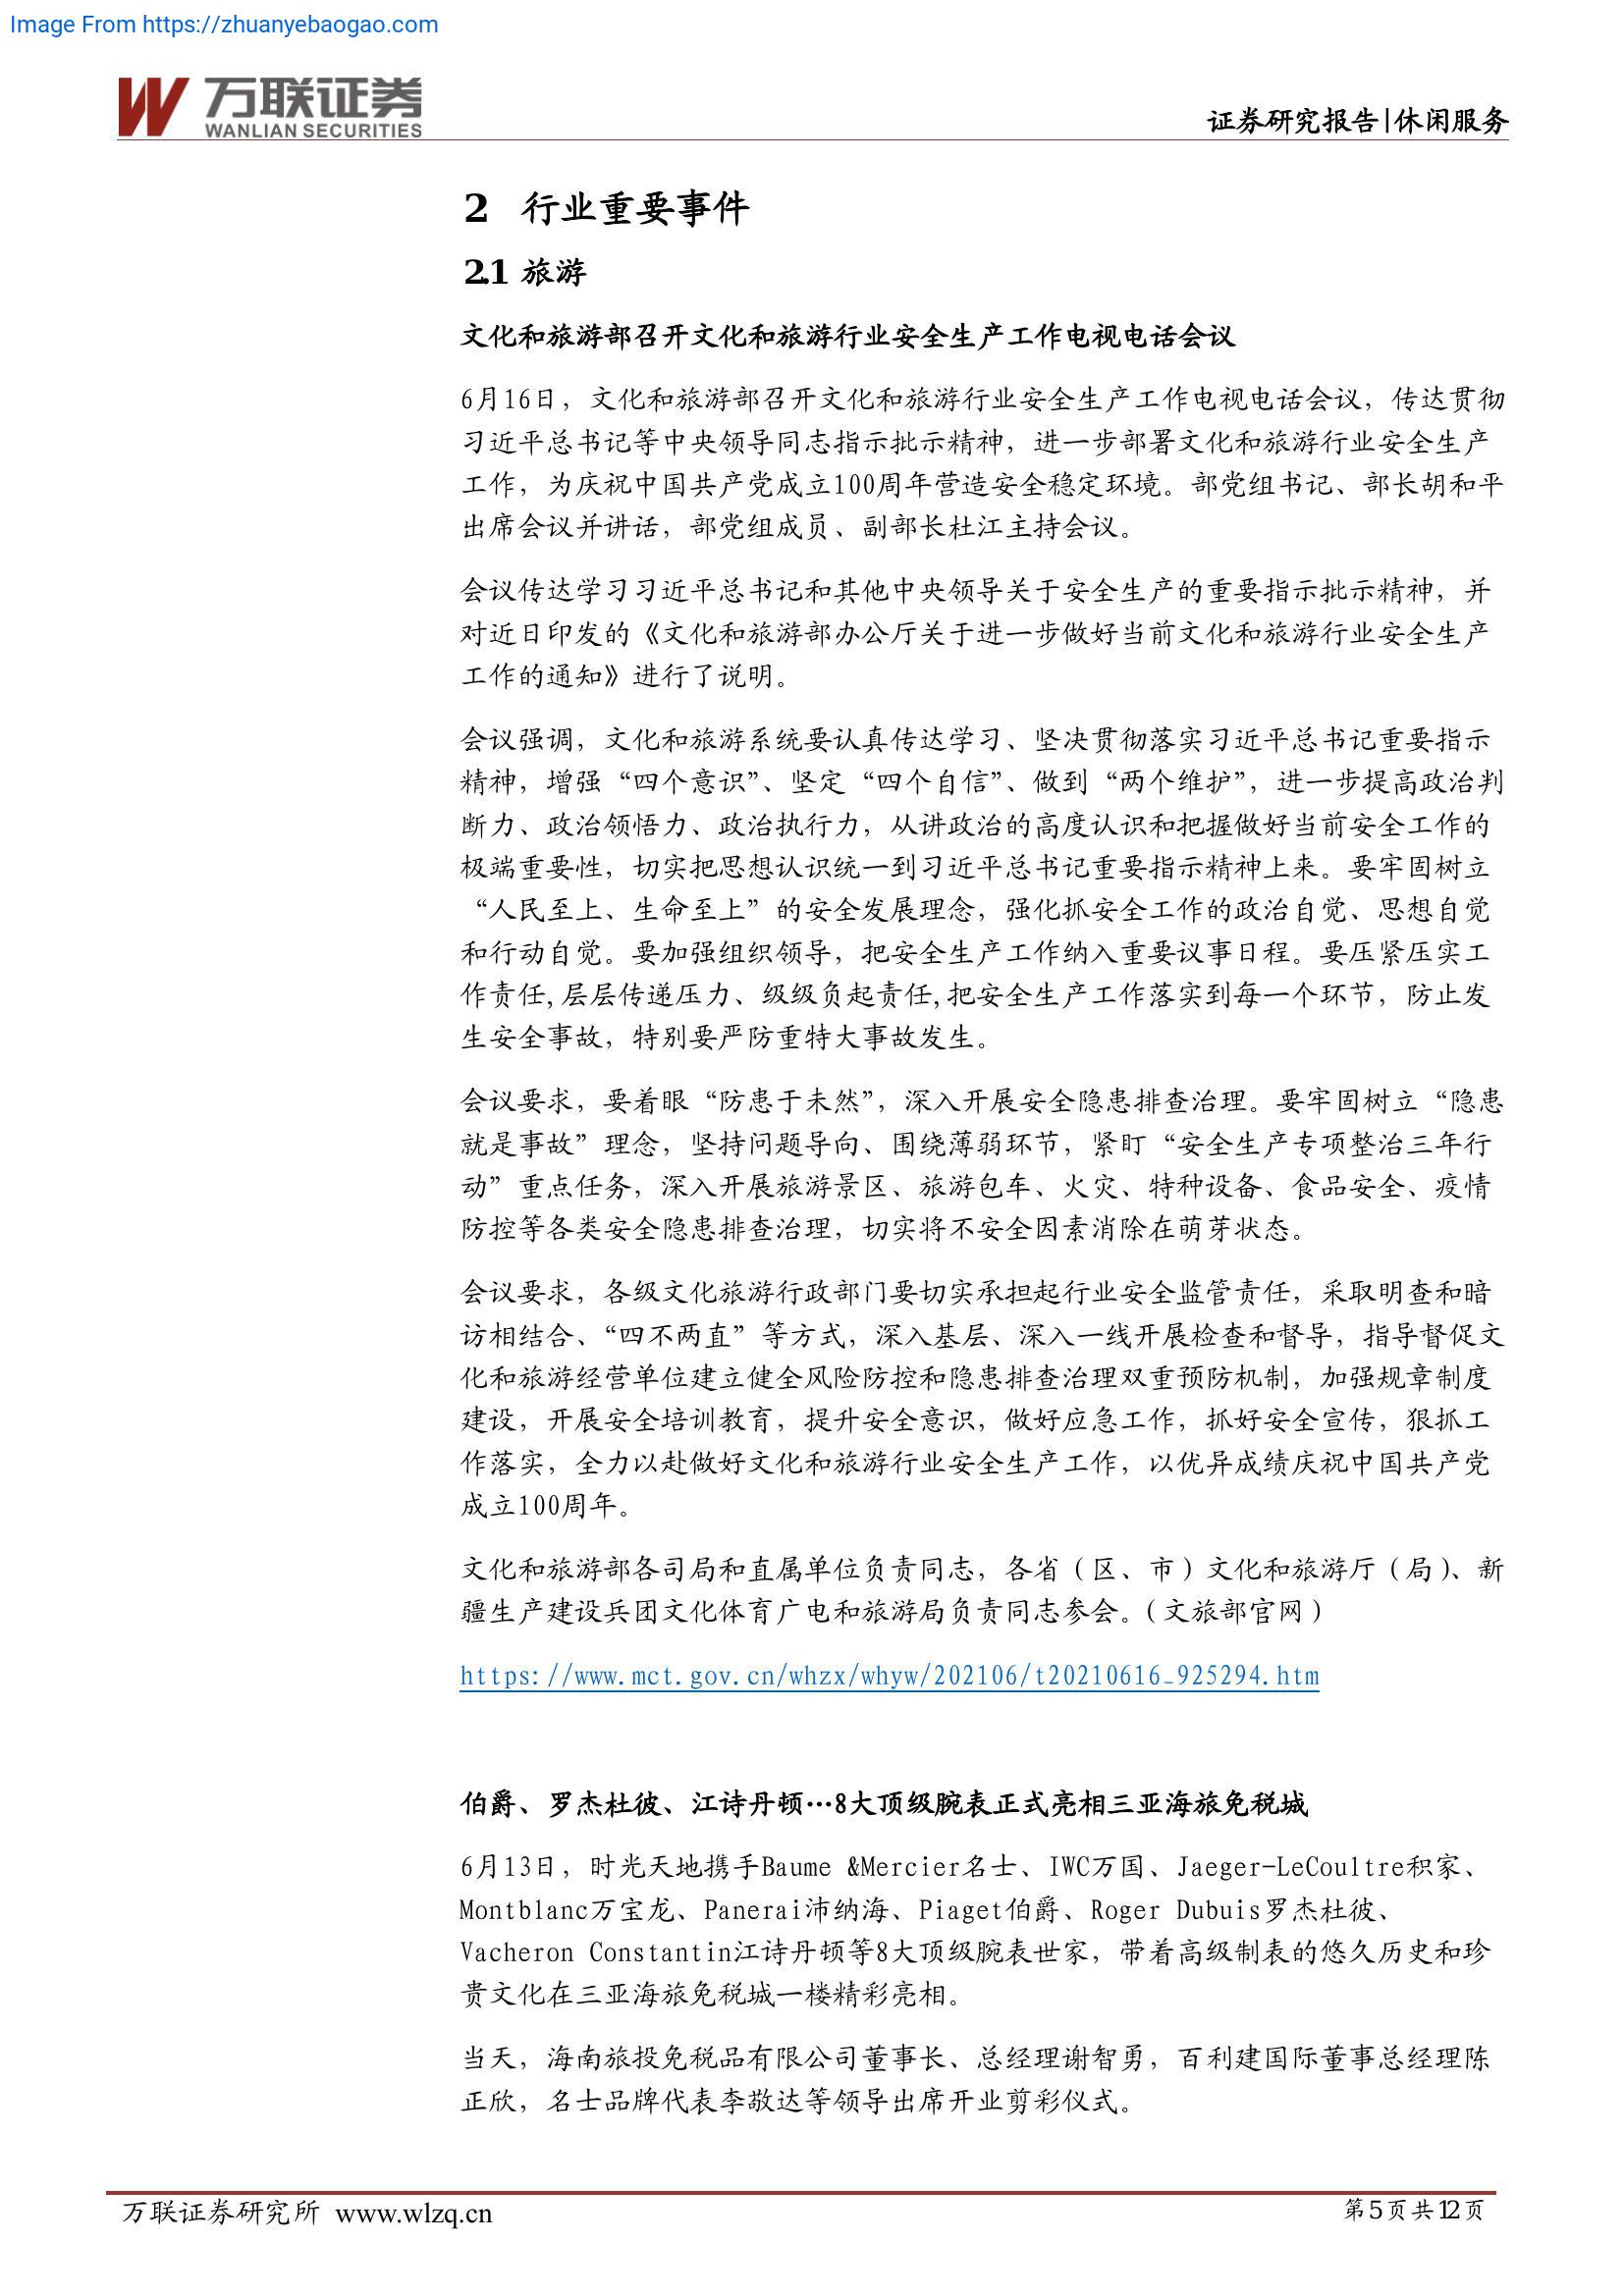 Image From https://zhuanyebaogao.com
万联证券
WANLIAN SECURITIES
证券研究报告|休闲服务
2 行业重要事件
2.1 旅游
文化和旅游部召开文化和旅游行业安全生产工作电视电话会议
6月16日，文化和旅游部召开文化和旅游行业安全生产工作电视电话会议，传达贯彻
习近平总书记等中央领导同志指示批示精神，进一步部署文化和旅游行业安全生产
工作，为庆祝中国共产党成立100周年营造安全稳定环境。部党组书记、部长胡和平
出席会议并讲话，部党组成员、副部长杜江主持会议。
会议传达学习习近平总书记和其他中央领导关于安全生产的重要指示批示精神，并
对近日印发的《文化和旅游部办公厅关于进一步做好当前文化和旅游行业安全生产
工作的通知》进行了说明。
会议强调，文化和旅游系统要认真传达学习、坚决贯彻落实习近平总书记重要指示
精神，增强“四个意识”、坚定“四个自信”、做到“两个维护”，进一步提高政治判
断力、政治领悟力、政治执行力，从讲政治的高度认识和把握做好当前安全工作的
极端重要性，切实把思想认识统一到习近平总书记重要指示精神上来。要牢固树立
“人民至上、生命至上”的安全发展理念，强化抓安全工作的政治自觉、思想自觉
和行动自觉。要加强组织领导，把安全生产工作纳入重要议事日程。要压紧压实工
作责任,层层传递压力、级级负起责任,把安全生产工作落实到每一个环节，防止发
生安全事故，特别要严防重特大事故发生。
会议要求，要着眼“防患于未然”，深入开展安全隐患排查治理。要牢固树立“隐患
就是事故”理念，坚持问题导向、围绕薄弱环节，紧盯“安全生产专项整治三年行
动”重点任务，深入开展旅游景区、旅游包车、火灾、特种设备、食品安全、疫情
防控等各类安全隐患排查治理，切实将不安全因素消除在萌芽状态。
会议要求，各级文化旅游行政部门要切实承担起行业安全监管责任，采取明查和暗
访相结合、“四不两直”等方式，深入基层、深入一线开展检查和督导，指导督促文
化和旅游经营单位建立健全风险防控和隐患排查治理双重预防机制，加强规章制度
建设，开展安全培训教育，提升安全意识，做好应急工作，抓好安全宣传，狠抓工
作落实，全力以赴做好文化和旅游行业安全生产工作，以优异成绩庆祝中国共产党
成立100周年。
文化和旅游部各司局和直属单位负责同志，各省（区、市）文化和旅游厅（局）、新
疆生产建设兵团文化体育广电和旅游局负责同志参会。（文旅部官网）
https://www.mct.gov.cn/whzx/whyw/202106/t20210616_925294.htm
伯爵、罗杰杜彼、江诗丹顿…8大顶级腕表正式亮相三亚海旅免税城
6月13日，时光天地携手Baume &Mercier名士、IWC万国、Jaeger-LeCoultre积家、
Montblanc万宝龙、Panerai沛纳海、Piaget伯爵、Roger Dubuis罗杰杜彼、
Vacheron Constantin江诗丹顿等8大顶级腕表世家，带着高级制表的悠久历史和珍
贵文化在三亚海旅免税城一楼精彩亮相。
当天，海南旅投免税品有限公司董事长、总经理谢智勇，百利建国际董事总经理陈
正欣，名士品牌代表李敬达等领导出席开业剪彩仪式。
万联证券研究所 www.wlzq.cn
第5页共12页